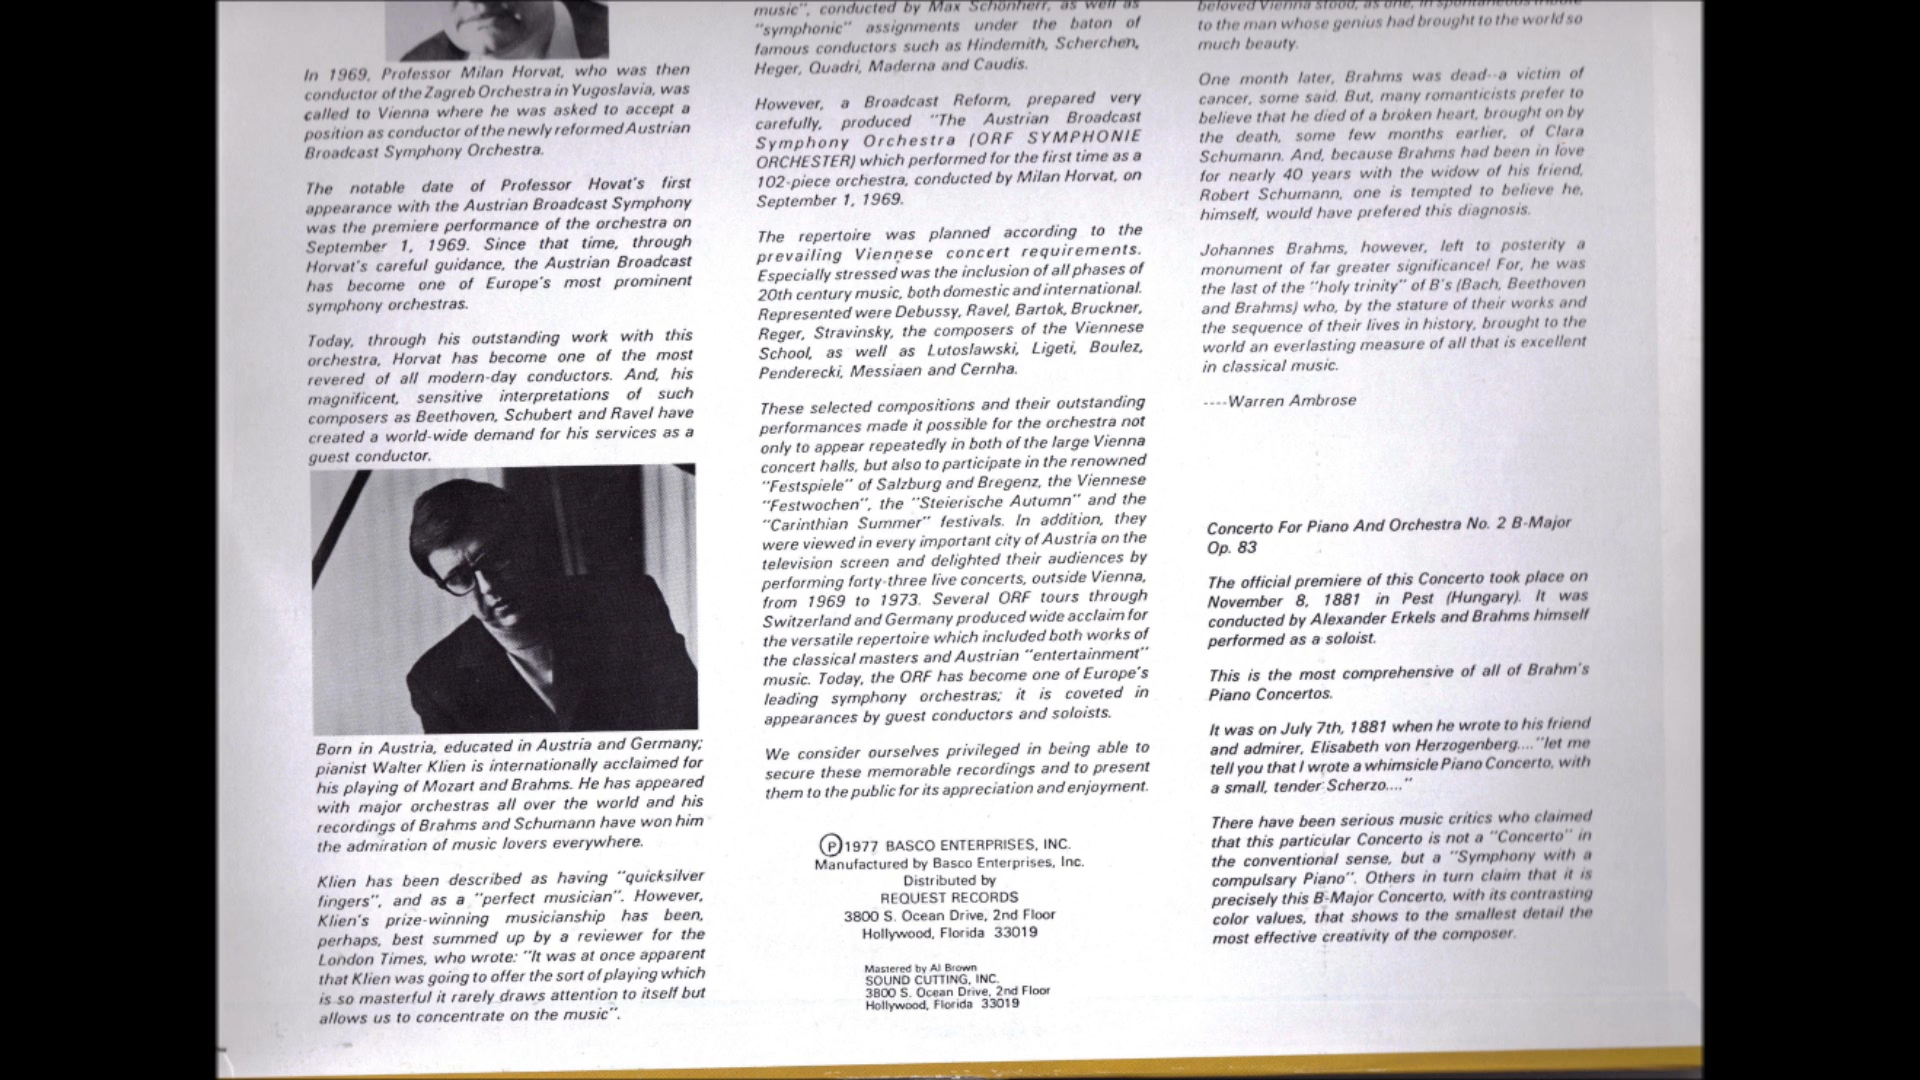 In 1969, Professor Milan Horvat, who was then
conductor of the Zagreb Orchestra in Yugoslavia, was
called to Vienna where he was asked to accept a
position as conductor of the newly reformed Austrian
Broadcast Symphony Orchestra.
The notable date of Professor Hovat's first
appearance with the Austrian Broadcast Symphony
was the premiere performance of the orchestra on
September 1, 1969. Since that time, through
Horvat's careful guidance, the Austrian Broadcast
has become one of Europe's most prominent
symphony orchestras.
Today, through his outstanding work with this
orchestra, Horvat has become one of the most
revered of all modern-day conductors. And, his
magnificent, sensitive interpretations of such
composers as Beethoven, Schubert and Ravel have
created a world-wide demand for his services as a
guest conductor.
Born in Austria, educated in Austria and Germany;
pianist Walter Klien is internationally acclaimed for
his playing of Mozart and Brahms. He has appeared
with major orchestras all over the world and his
recordings of Brahms and Schumann have won him
the admiration of music lovers everywhere.
Klien has been described as having "quicksilver
fingers", and as a "perfect musician". However,
Klien's prize-winning musicianship has been,
perhaps, best summed up by a reviewer for the
London Times, who wrote: "It was at once apparent
that Klien was going to offer the sort of playing which
is so masterful it rarely draws attention to itself but
allows us to concentrate on the music".
music", conducted by Max Schonherr, as well as
"symphonic" assignments under the baton of
famous conductors such as Hindemith, Scherchen,
Heger, Quadri, Maderna and Caudis.
However, a Broadcast Reform, prepared very
carefully, produced "The Austrian Broadcast
Symphony Orchestra (ORF SYMPHONIE
ORCHESTER) which performed for the first time as a
102-piece orchestra, conducted by Milan Horvat, on
September 1, 1969.
The repertoire was planned according to the
prevailing Viennese concert requirements.
Especially stressed was the inclusion of all phases of
20th century music, both domestic and international.
Represented were Debussy, Ravel, Bartok, Bruckner,
Reger, Stravinsky, the composers of the Viennese
School, as well as Lutoslawski, Ligeti, Boulez,
Penderecki, Messiaen and Cernha.
These selected compositions and their outstanding
performances made it possible for the orchestra not
only to appear repeatedly in both of the large Vienna
concert halls, but also to participate in the renowned
"Festspiele" of Salzburg and Bregenz, the Viennese
"Festwochen", the "Steierische Autumn" and the
"Carinthian Summer" festivals. In addition, they
were viewed in every important city of Austria on the
television screen and delighted their audiences by
performing forty-three live concerts, outside Vienna,
from 1969 to 1973. Several ORF tours through
Switzerland and Germany produced wide acclaim for
the versatile repertoire which included both works of
the classical masters and Austrian "entertainment"
music. Today, the ORF has become one of Europe's
leading symphony orchestras; it is coveted in
appearances by guest conductors and soloists.
We consider ourselves privileged in being able to
secure these memorable recordings and to present
them to the public for its appreciation and enjoyment.
℗1977 BASCO ENTERPRISES, INC.
Manufactured by Basco Enterprises, Inc.
Distributed by
REQUEST RECORDS
3800 S. Ocean Drive, 2nd Floor
Hollywood, Florida 33019
Mastered by Al Brown
SOUND CUTTING, INC.
3800 S. Ocean Drive, 2nd Floor
Hollywood, Florida 33019
beloved Vienna stood, as one, in spontaneous tribute
to the man whose genius had brought to the world so
much beauty.
One month later, Brahms was dead--a victim of
cancer, some said. But, many romanticists prefer to
believe that he died of a broken heart, brought on by
the death, some few months earlier, of Clara
Schumann. And, because Brahms had been in love
for nearly 40 years with the widow of his friend,
Robert Schumann, one is tempted to believe he,
himself, would have prefered this diagnosis.
Johannes Brahms, however, left to posterity a
monument of far greater significance! For, he was
the last of the "holy trinity" of B's (Bach, Beethoven
and Brahms) who, by the stature of their works and
the sequence of their lives in history, brought to the
world an everlasting measure of all that is excellent
in classical music.
----Warren Ambrose
Concerto For Piano And Orchestra No. 2 B-Major
Op. 83
The official premiere of this Concerto took place on
November 8, 1881 in Pest (Hungary). It was
conducted by Alexander Erkels and Brahms himself
performed as a soloist.
This is the most comprehensive of all of Brahm's
Piano Concertos.
It was on July 7th, 1881 when he wrote to his friend
and admirer, Elisabeth von Herzogenberg...."let me
tell you that I wrote a whimsicle Piano Concerto, with
a small, tender Scherzo...."
There have been serious music critics who claimed
that this particular Concerto is not a "Concerto" in
the conventional sense, but a "Symphony with a
compulsary Piano". Others in turn claim that it is
precisely this B-Major Concerto, with its contrasting
color values, that shows to the smallest detail the
most effective creativity of the composer.